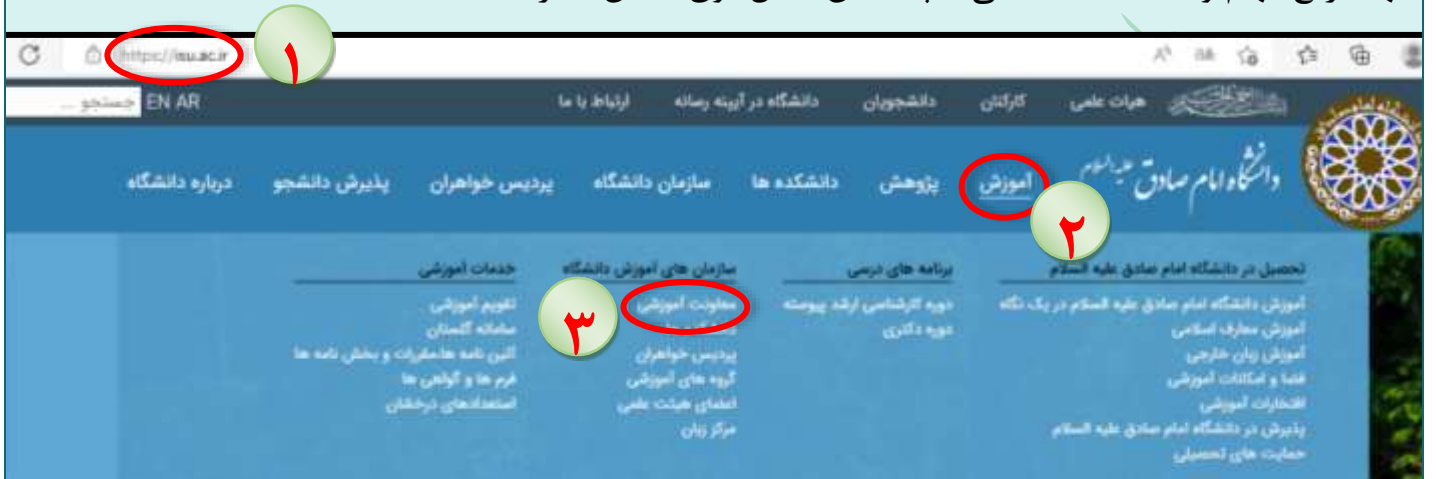 https://isu.ac.ir
۱
هیات علمی کارکنان دانشجویان دانشگاه در آیینه رسانه ارتباط با ما EN AR جستجو ...
دانشگاه امام صادق علیه السلام
آموزش پژوهش دانشکده ها سازمان دانشگاه پردیس خواهران پذیرش دانشجو درباره دانشگاه
۲
تحصیل در دانشگاه امام صادق علیه السلام برنامه های درسی سازمان های آموزش دانشگاه خدمات آموزشی
آموزش دانشگاه امام صادق علیه السلام در یک نگاه دوره کارشناسی ارشد پیوسته معاونت آموزشی تقویم آموزشی
۳
آموزش معارف اسلامی دوره دکتری سامانه گلستان
آموزش زبان خارجی پردیس خواهران آئین نامه ها،مقررات و بخش نامه ها
فضا و امکانات آموزشی گروه های آموزشی فرم ها و گواهی ها
افتخارات آموزشی اعضای هیئت علمی استعدادهای درخشان
پذیرش در دانشگاه امام صادق علیه السلام مرکز زبان
حمایت های تحصیلی